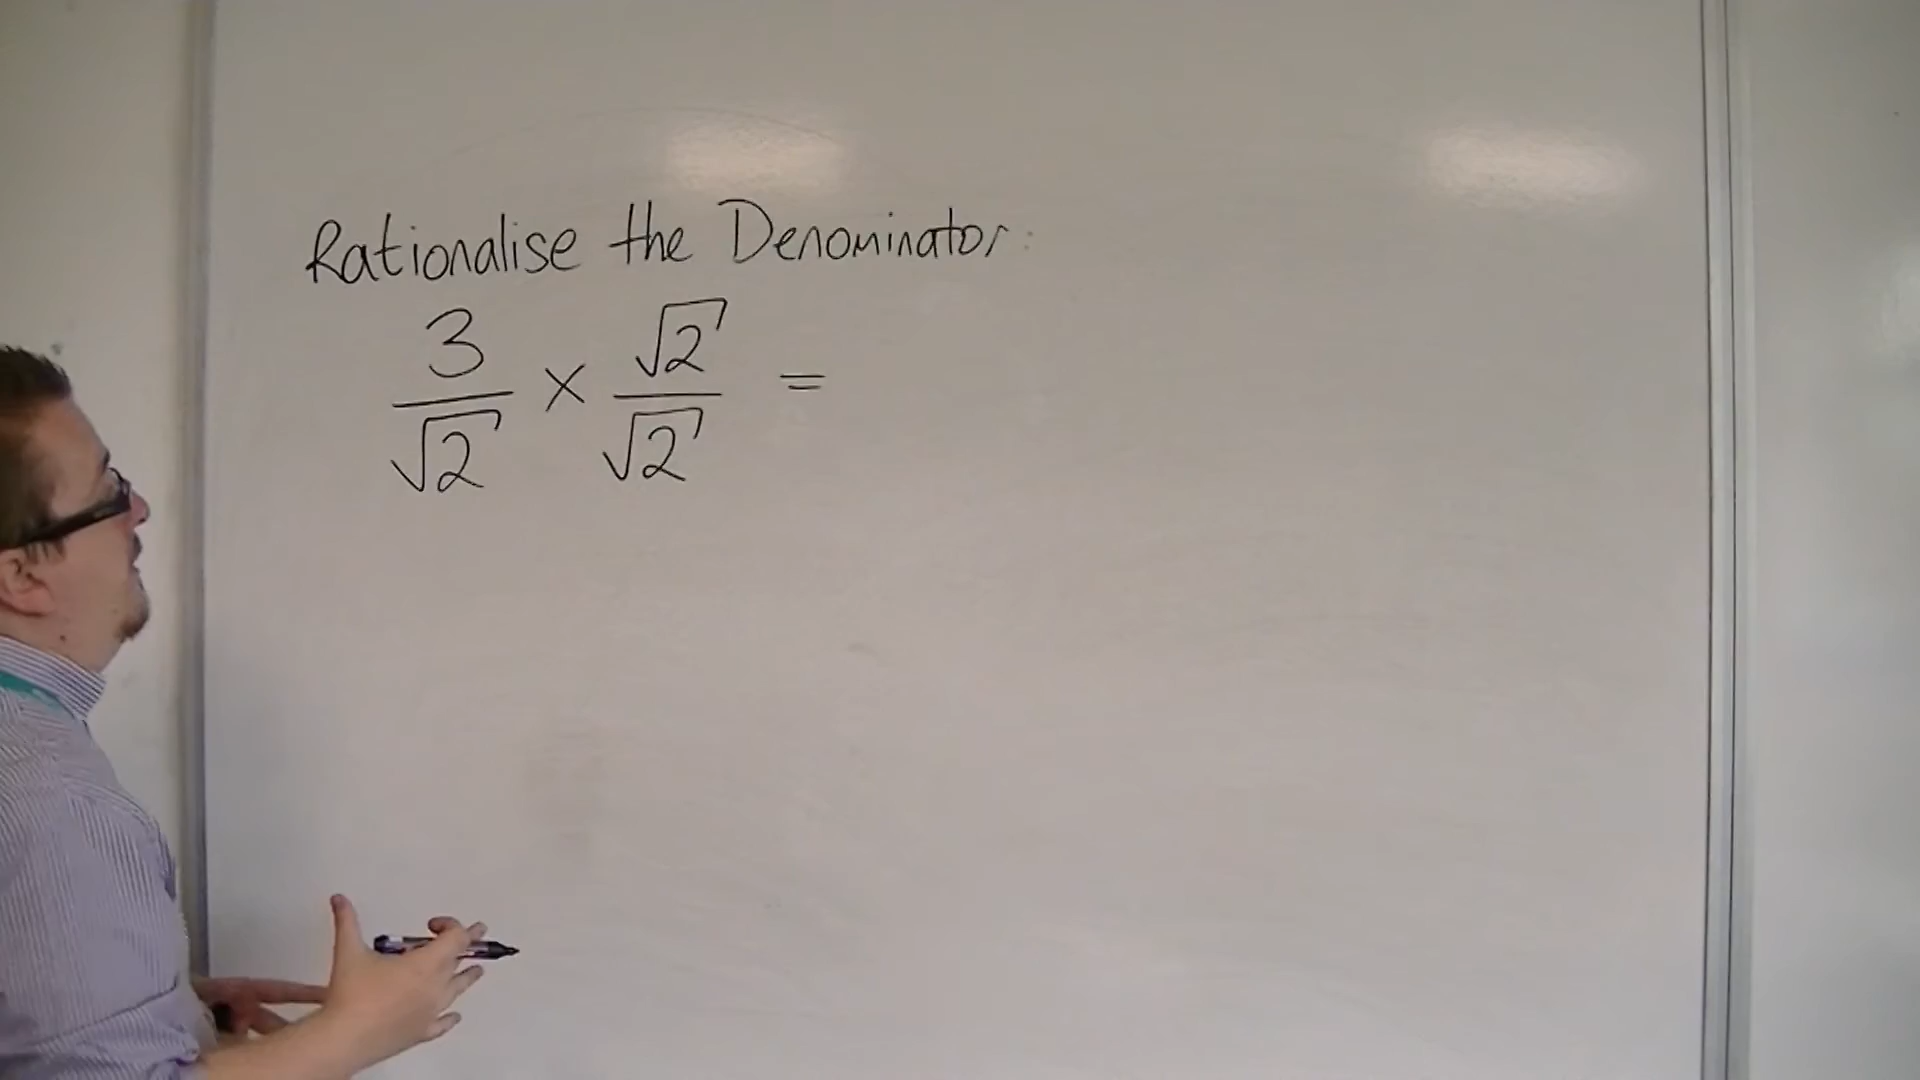 Rationalise the Denominator:
3/√2 × √2/√2 =